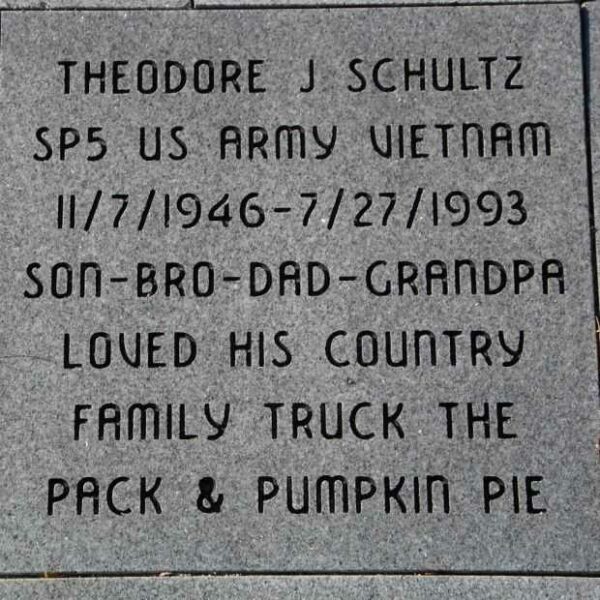 THEODORE J SCHULTZ
SP5 US ARMY VIETNAM
11/7/1946-7/27/1993
SON-BRO-DAD-GRANDPA
LOVED HIS COUNTRY
FAMILY TRUCK THE
PACK & PUMPKIN PIE